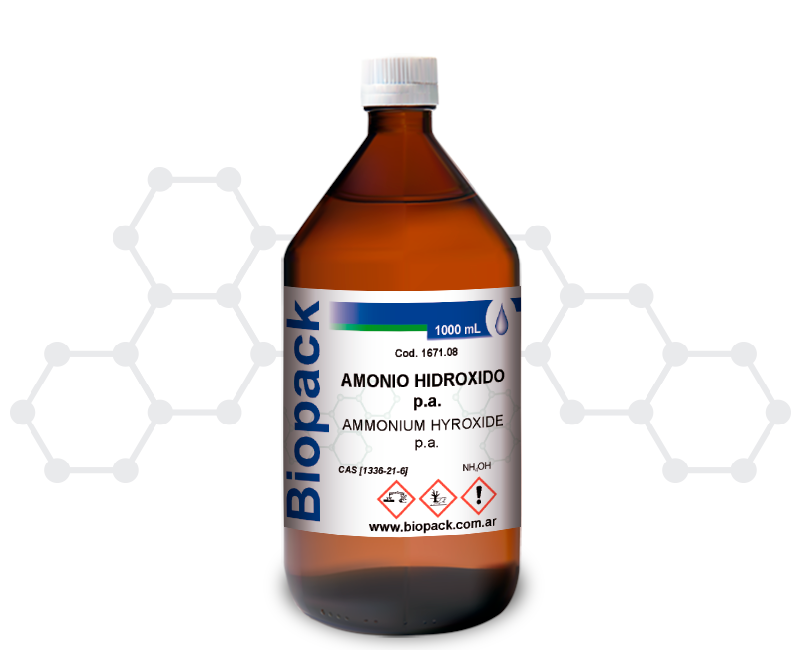 Biopack
1000 mL
Cod. 1671.08
AMONIO HIDROXIDO
p.a.
AMMONIUM HYROXIDE
p.a.
CAS [1336-21-6]
NH₄OH
www.biopack.com.ar